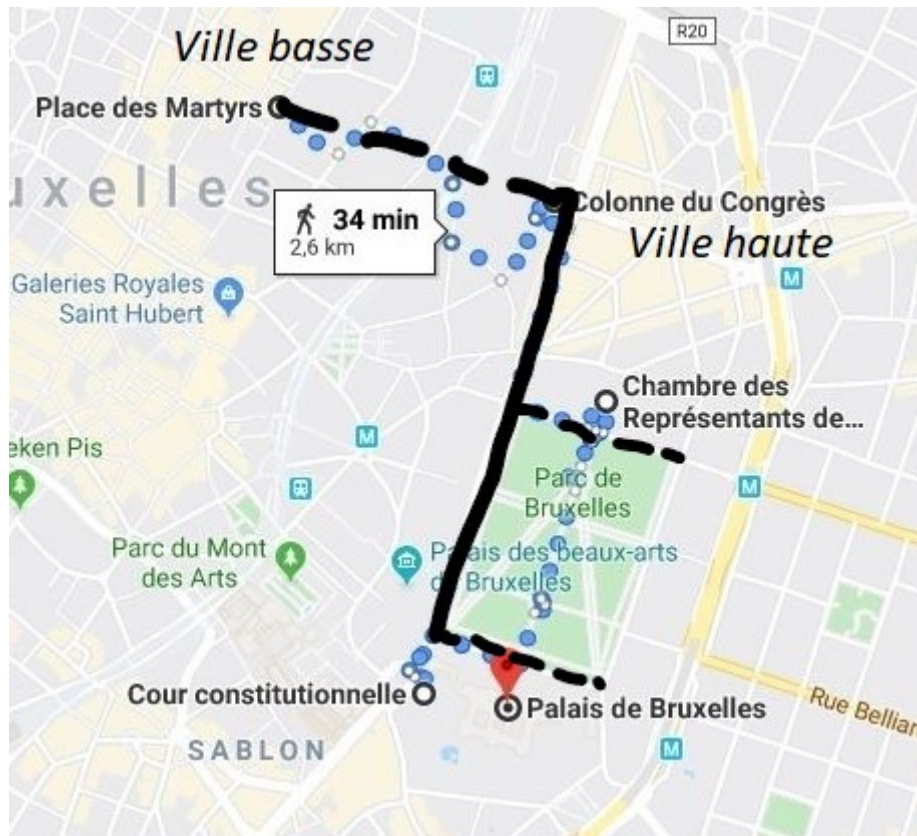 Ville basse
R20
Place des Martyrs
uxelles
34 min
2,6 km
Colonne du Congrès
Ville haute
M
Galeries Royales
Saint Hubert
Chambre des
Représentants de...
M
eken Pis
M
Parc de
Bruxelles
Parc du Mont
des Arts
Palais des beaux-arts
de Bruxelles
Cour constitutionnelle
Palais de Bruxelles
Rue Belliar
SABLON
M